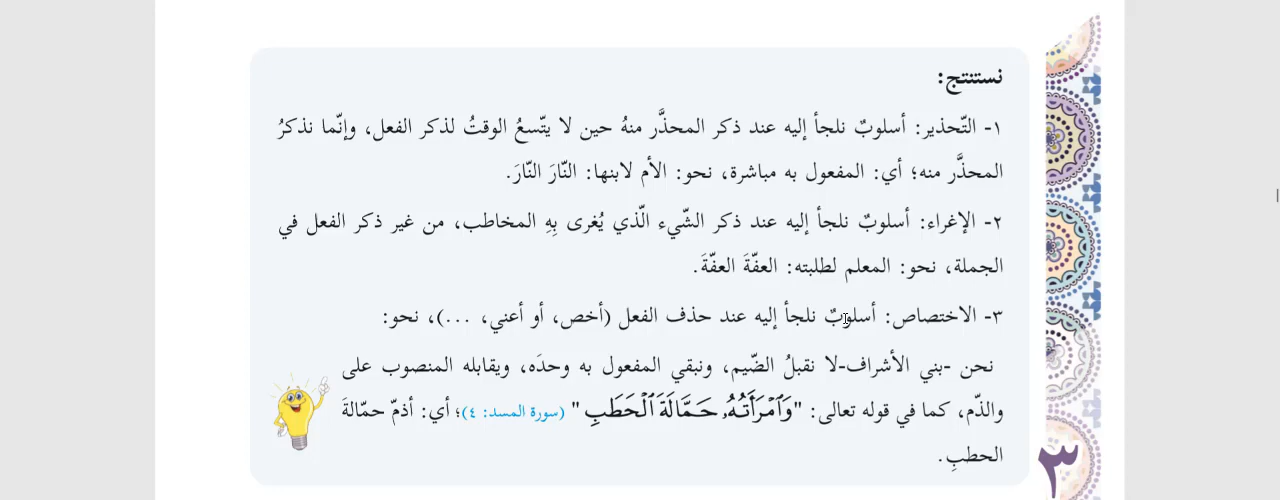 نستنتج:
١- التّحذير: أسلوبٌ نلجأ إليه عند ذكر المحذَّر منهُ حين لا يتّسعُ الوقتُ لذكر الفعل، وإنّما نذكرُ
المحذَّر منه؛ أي: المفعول به مباشرة، نحو: الأم لابنها: النّارَ النّارَ.
٢- الإغراء: أسلوبٌ نلجأ إليه عند ذكر الشّيء الّذي يُغرى بِهِ المخاطب، من غير ذكر الفعل في
الجملة، نحو: المعلم لطلبته: العفّةَ العفّةَ.
٣- الاختصاص: أسلوبٌ نلجأ إليه عند حذف الفعل (أخص، أو أعني، ...)، نحو:
نحن -بني الأشراف-لا نقبلُ الضّيم، ونبقي المفعول به وحدَه، ويقابله المنصوب على
والذّم، كما في قوله تعالى: "وَٱمۡرَأَتُهُۥ حَمَّالَةَ ٱلۡحَطَبِ" (سورة المسد: ٤)؛ أي: أذمّ حمّالةَ
الحطبِ.
٣